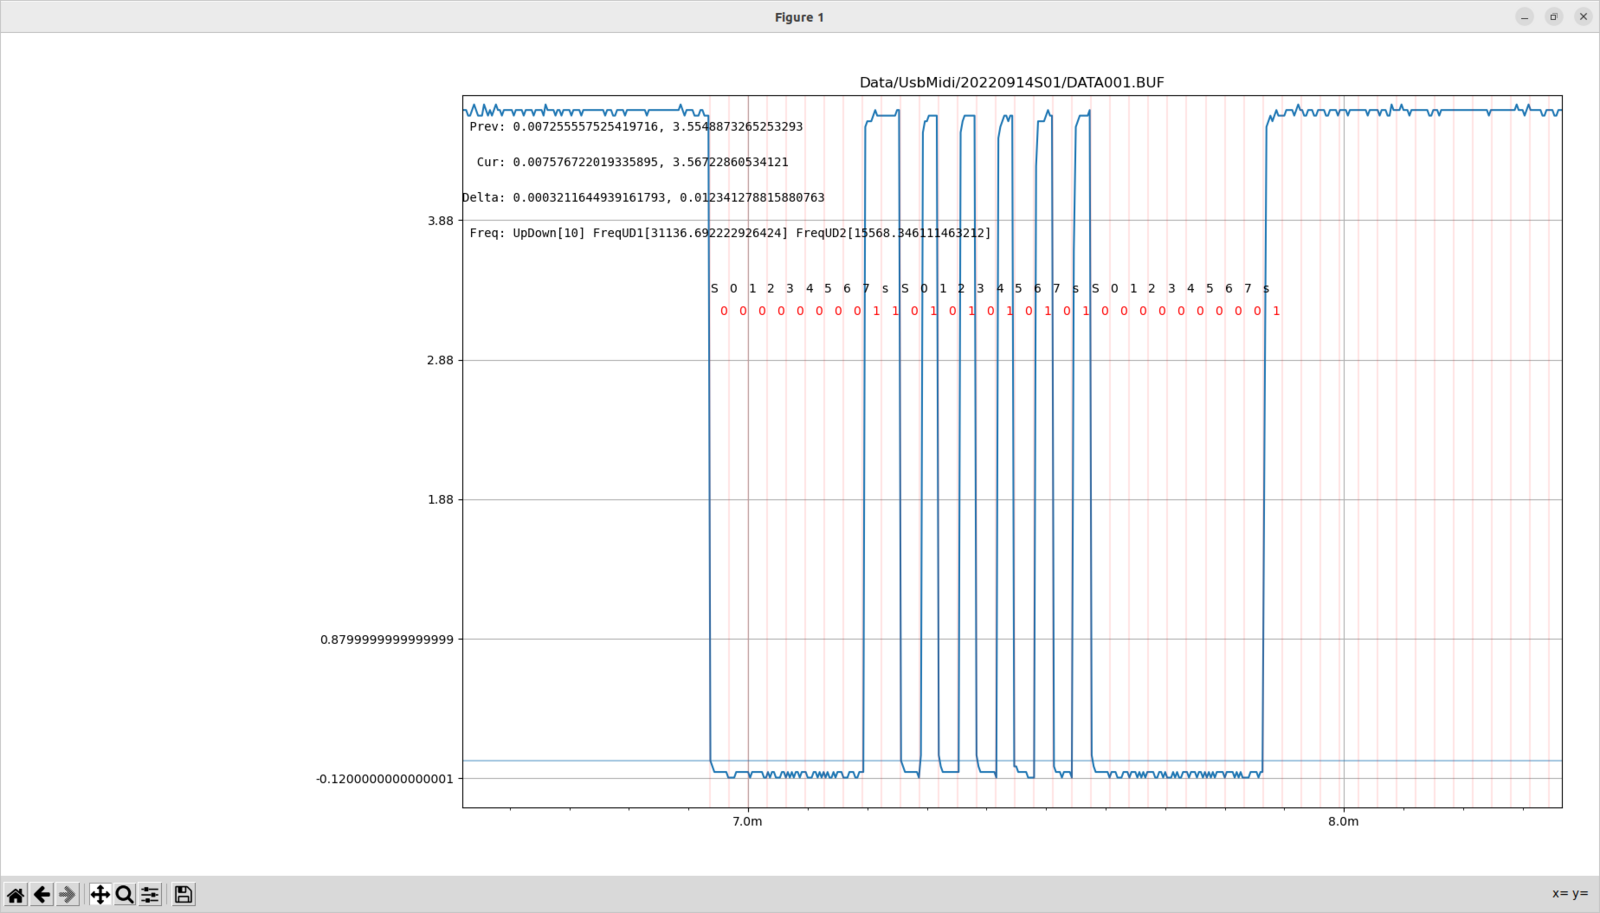 Figure 1
Data/UsbMidi/20220914S01/DATA001.BUF
Prev: 0.007255557525419716, 3.5548873265253293
Cur: 0.007576722019335895, 3.56722860534121
Delta: 0.0003211644939161793, 0.012341278815880763
3.88
Freq: UpDown[10] FreqUD1[31136.692222926424] FreqUD2[15568.346111463212]
S 0 1 2 3 4 5 6 7 s S 0 1 2 3 4 5 6 7 s S 0 1 2 3 4 5 6 7 s
0 0 0 0 0 0 0 0 1 1 0 1 0 1 0 1 0 1 0 1 0 0 0 0 0 0 0 0 0 1
2.88
1.88
0.8799999999999999
-0.1200000000000001
7.0m 8.0m
x= y=